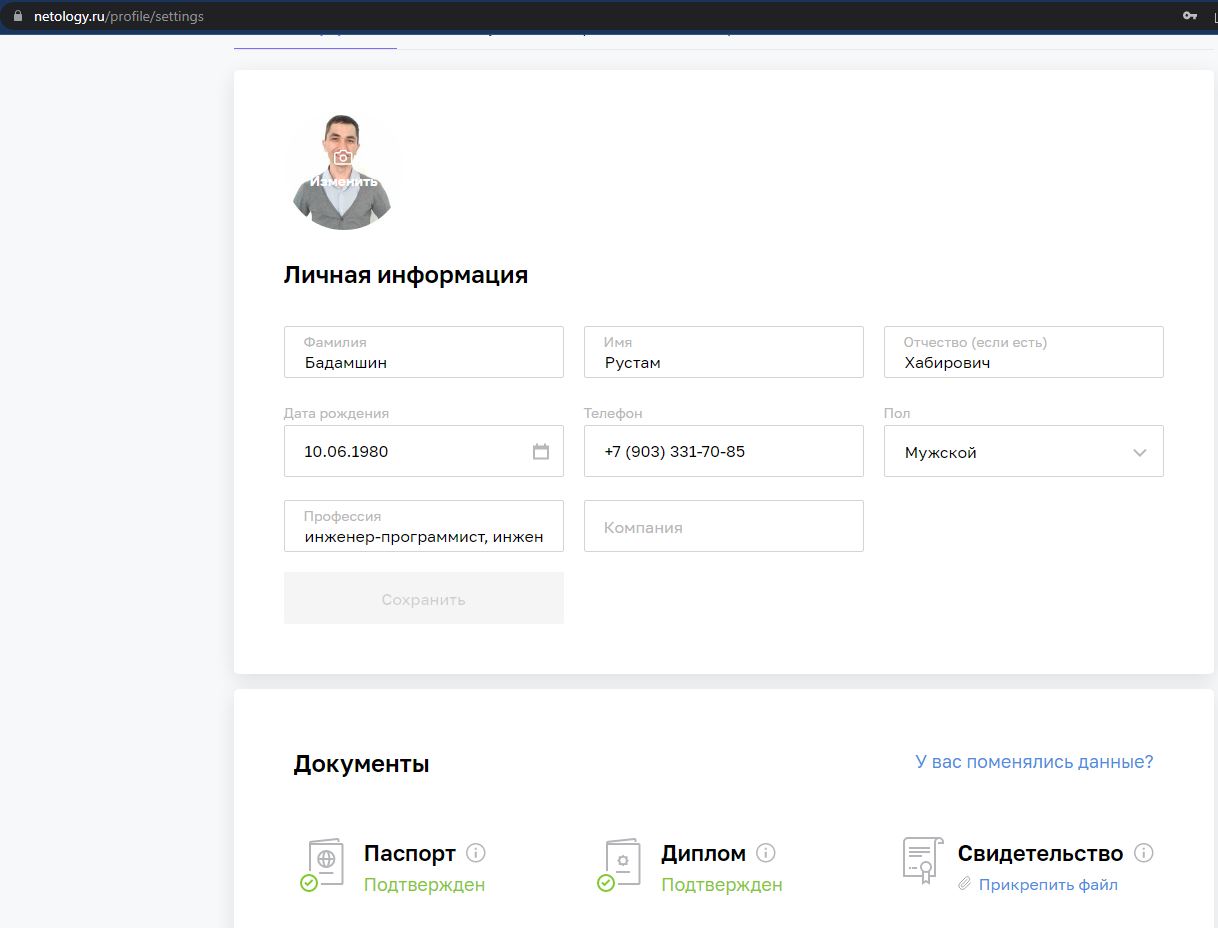 netology.ru/profile/settings
Изменить
Личная информация
Фамилия
Бадамшин
Имя
Рустам
Отчество (если есть)
Хабирович
Дата рождения
10.06.1980
Телефон
+7 (903) 331-70-85
Пол
Мужской
Профессия
инженер-программист, инжен
Компания
Сохранить
Документы
У вас поменялись данные?
Паспорт
Подтвержден
Диплом
Подтвержден
Свидетельство
Прикрепить файл